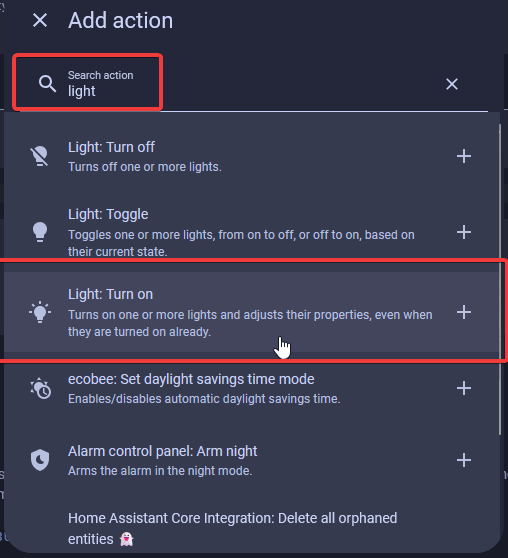 Add action
Search action
light
Light: Turn off
Turns off one or more lights.
Light: Toggle
Toggles one or more lights, from on to off, or off to on, based on
their current state.
Light: Turn on
Turns on one or more lights and adjusts their properties, even when
they are turned on already.
ecobee: Set daylight savings time mode
Enables/disables automatic daylight savings time.
Alarm control panel: Arm night
Arms the alarm in the night mode.
Home Assistant Core Integration: Delete all orphaned
entities 👻